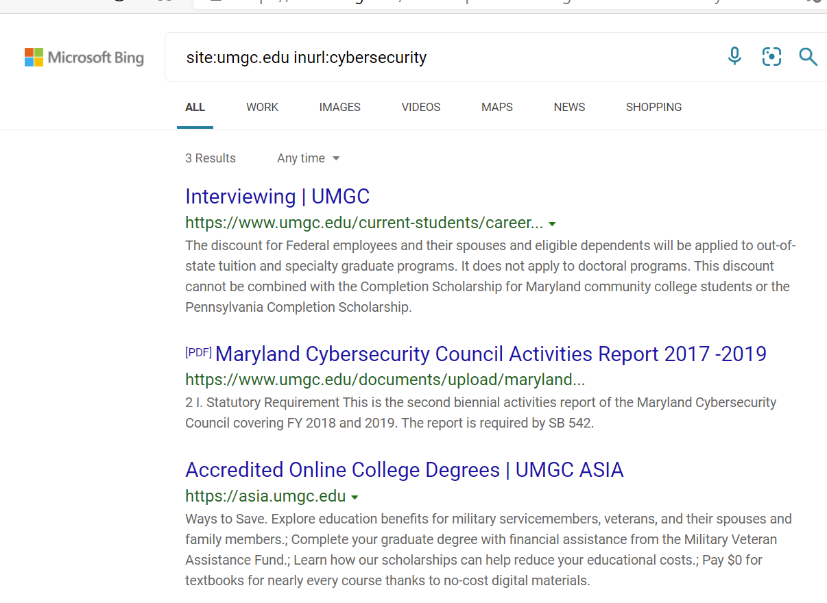 Microsoft Bing
site:umgc.edu inurl:cybersecurity
ALL WORK IMAGES VIDEOS MAPS NEWS SHOPPING
3 Results Any time
Interviewing | UMGC
https://www.umgc.edu/current-students/career...
The discount for Federal employees and their spouses and eligible dependents will be applied to out-of-
state tuition and specialty graduate programs. It does not apply to doctoral programs. This discount
cannot be combined with the Completion Scholarship for Maryland community college students or the
Pennsylvania Completion Scholarship.
[PDF] Maryland Cybersecurity Council Activities Report 2017 -2019
https://www.umgc.edu/documents/upload/maryland...
2 I. Statutory Requirement This is the second biennial activities report of the Maryland Cybersecurity
Council covering FY 2018 and 2019. The report is required by SB 542.
Accredited Online College Degrees | UMGC ASIA
https://asia.umgc.edu
Ways to Save. Explore education benefits for military servicemembers, veterans, and their spouses and
family members.; Complete your graduate degree with financial assistance from the Military Veteran
Assistance Fund.; Learn how our scholarships can help reduce your educational costs.; Pay $0 for
textbooks for nearly every course thanks to no-cost digital materials.